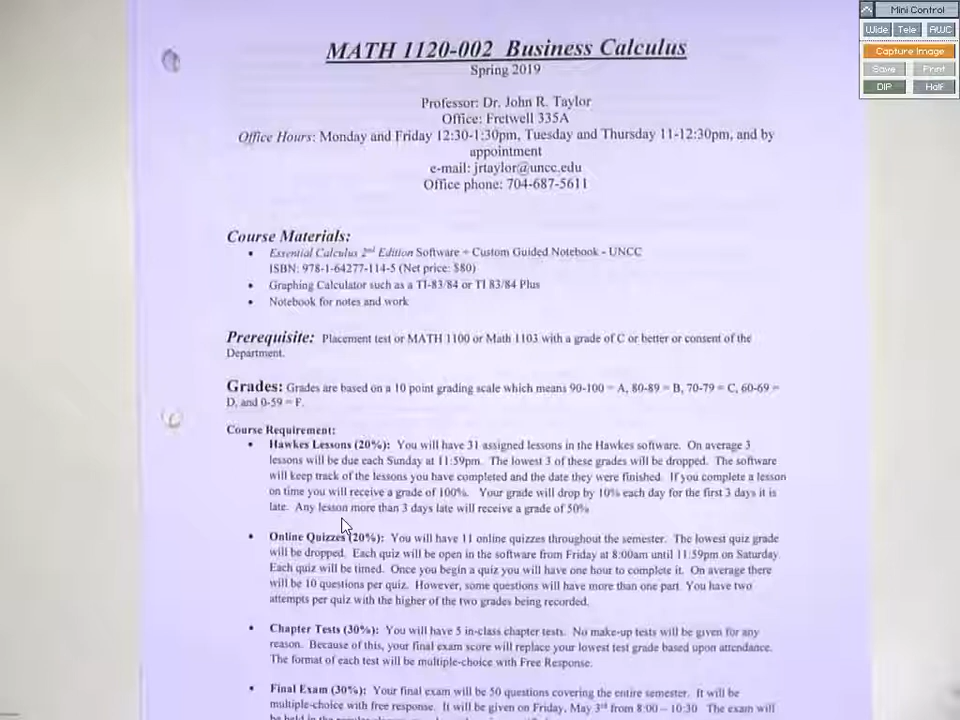 MATH 1120-002 Business Calculus
Spring 2019
Professor: Dr. John R. Taylor
Office: Fretwell 335A
Office Hours: Monday and Friday 12:30-1:30pm, Tuesday and Thursday 11-12:30pm, and by
appointment
e-mail: jrtaylor@uncc.edu
Office phone: 704-687-5611
Course Materials:
• Essential Calculus 2nd Edition Software + Custom Guided Notebook - UNCC
ISBN: 978-1-64277-114-5 (Net price: $80)
• Graphing Calculator such as a TI-83/84 or TI 83/84 Plus
• Notebook for notes and work
Prerequisite: Placement test or MATH 1100 or Math 1103 with a grade of C or better or consent of the
Department.
Grades: Grades are based on a 10 point grading scale which means 90-100 = A, 80-89 = B, 70-79 = C, 60-69 =
D, and 0-59 = F.
Course Requirement:
• Hawkes Lessons (20%): You will have 31 assigned lessons in the Hawkes software. On average 3
lessons will be due each Sunday at 11:59pm. The lowest 3 of these grades will be dropped. The software
will keep track of the lessons you have completed and the date they were finished. If you complete a lesson
on time you will receive a grade of 100%. Your grade will drop by 10% each day for the first 3 days it is
late. Any lesson more than 3 days late will receive a grade of 50%
• Online Quizzes (20%): You will have 11 online quizzes throughout the semester. The lowest quiz grade
will be dropped. Each quiz will be open in the software from Friday at 8:00am until 11:59pm on Saturday.
Each quiz will be timed. Once you begin a quiz you will have one hour to complete it. On average there
will be 10 questions per quiz. However, some questions will have more than one part. You have two
attempts per quiz with the higher of the two grades being recorded.
• Chapter Tests (30%): You will have 5 in-class chapter tests. No make-up tests will be given for any
reason. Because of this, your final exam score will replace your lowest test grade based upon attendance.
The format of each test will be multiple-choice with Free Response.
• Final Exam (30%): Your final exam will be 50 questions covering the entire semester. It will be
multiple-choice with free response. It will be given on Friday, May 3rd from 8:00 – 10:30 The exam will
Mini Control
Wide Tele AWC
Capture Image
Save Print
DIP Half